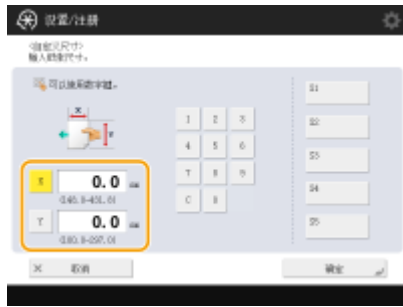 设置/注册
<自定义尺寸>
输入纸张尺寸。
可以使用数字键。
X
Y
1 2 3
4 5 6
7 8 9
C 0
S1
S2
S3
S4
S5
X 0.0 mm
Y 0.0 mm
取消
确定